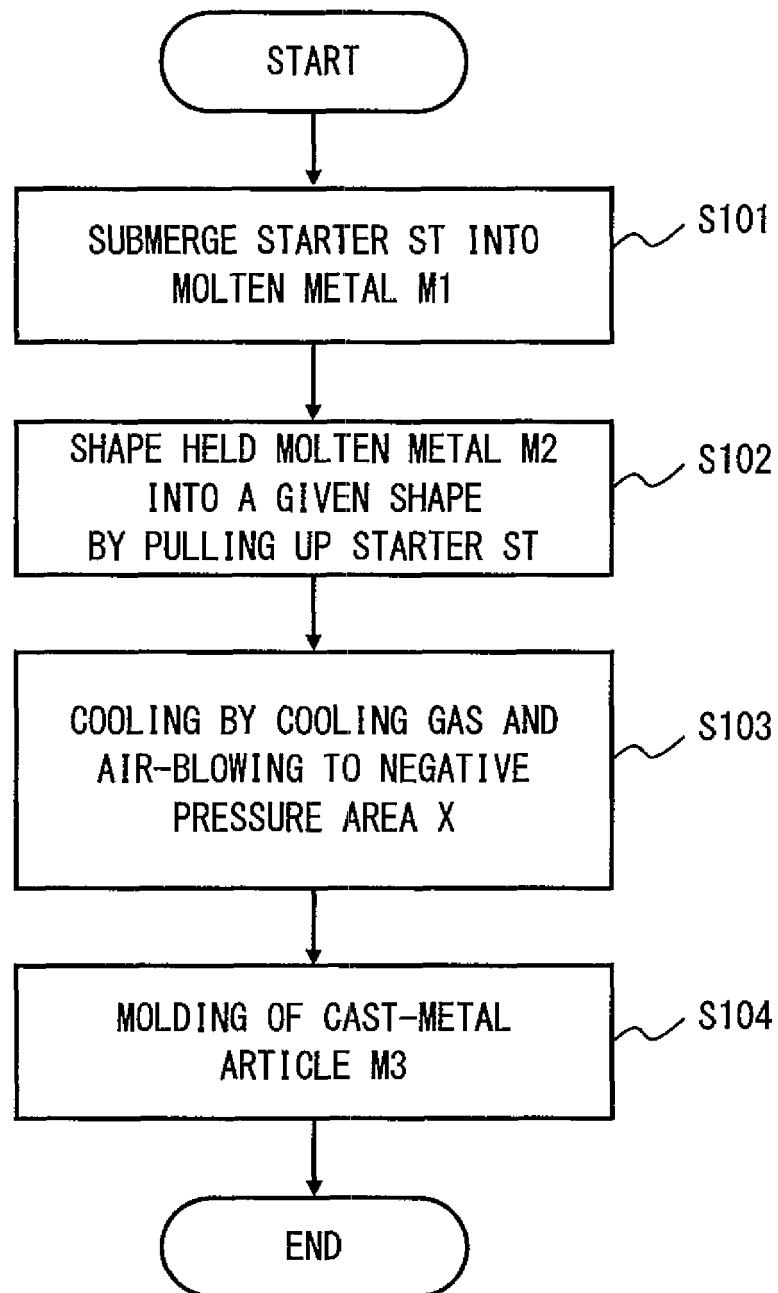 START
SUBMERGE STARTER ST INTO
MOLTEN METAL M1
S101
SHAPE HELD MOLTEN METAL M2
INTO A GIVEN SHAPE
BY PULLING UP STARTER ST
S102
COOLING BY COOLING GAS AND
AIR-BLOWING TO NEGATIVE
PRESSURE AREA X
S103
MOLDING OF CAST-METAL
ARTICLE M3
S104
END